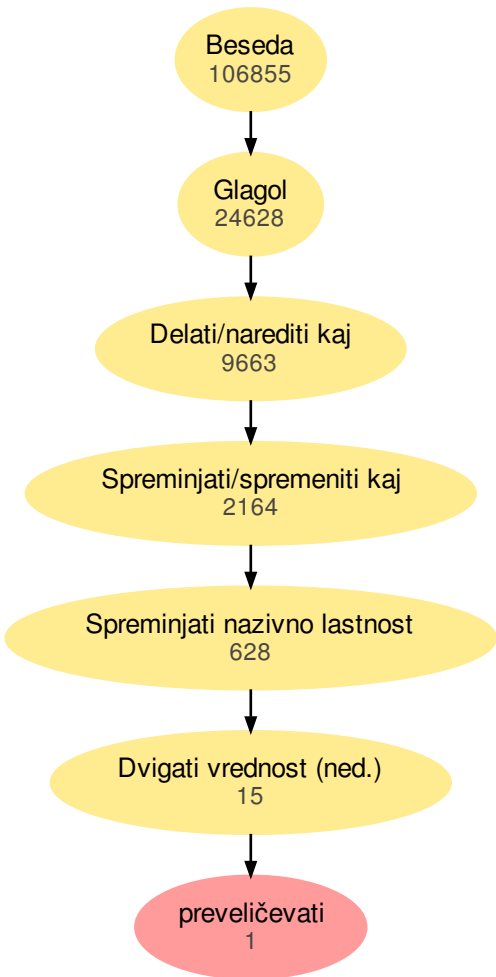 Beseda
106855
Glagol
24628
Delati/narediti kaj
9663
Spreminjati/spremeniti kaj
2164
Spreminjati nazivno lastnost
628
Dvigati vrednost (ned.)
15
preveličevati
1